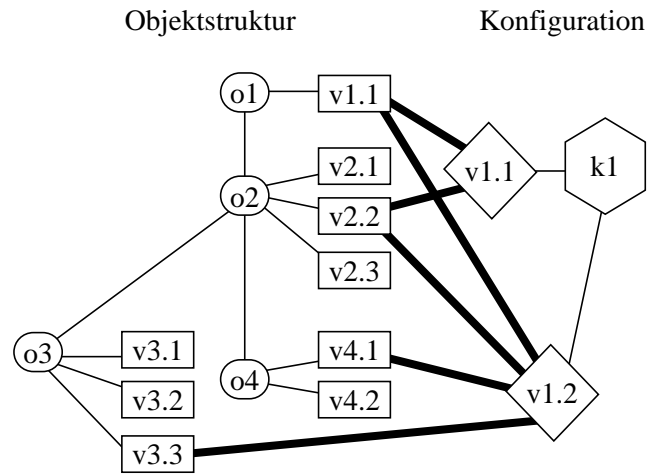 Objektstruktur
Konfiguration
o1
v1.1
v2.1
v1.1
k1
o2
v2.2
v2.3
o3
v3.1
o4
v4.1
v3.2
v4.2
v1.2
v3.3